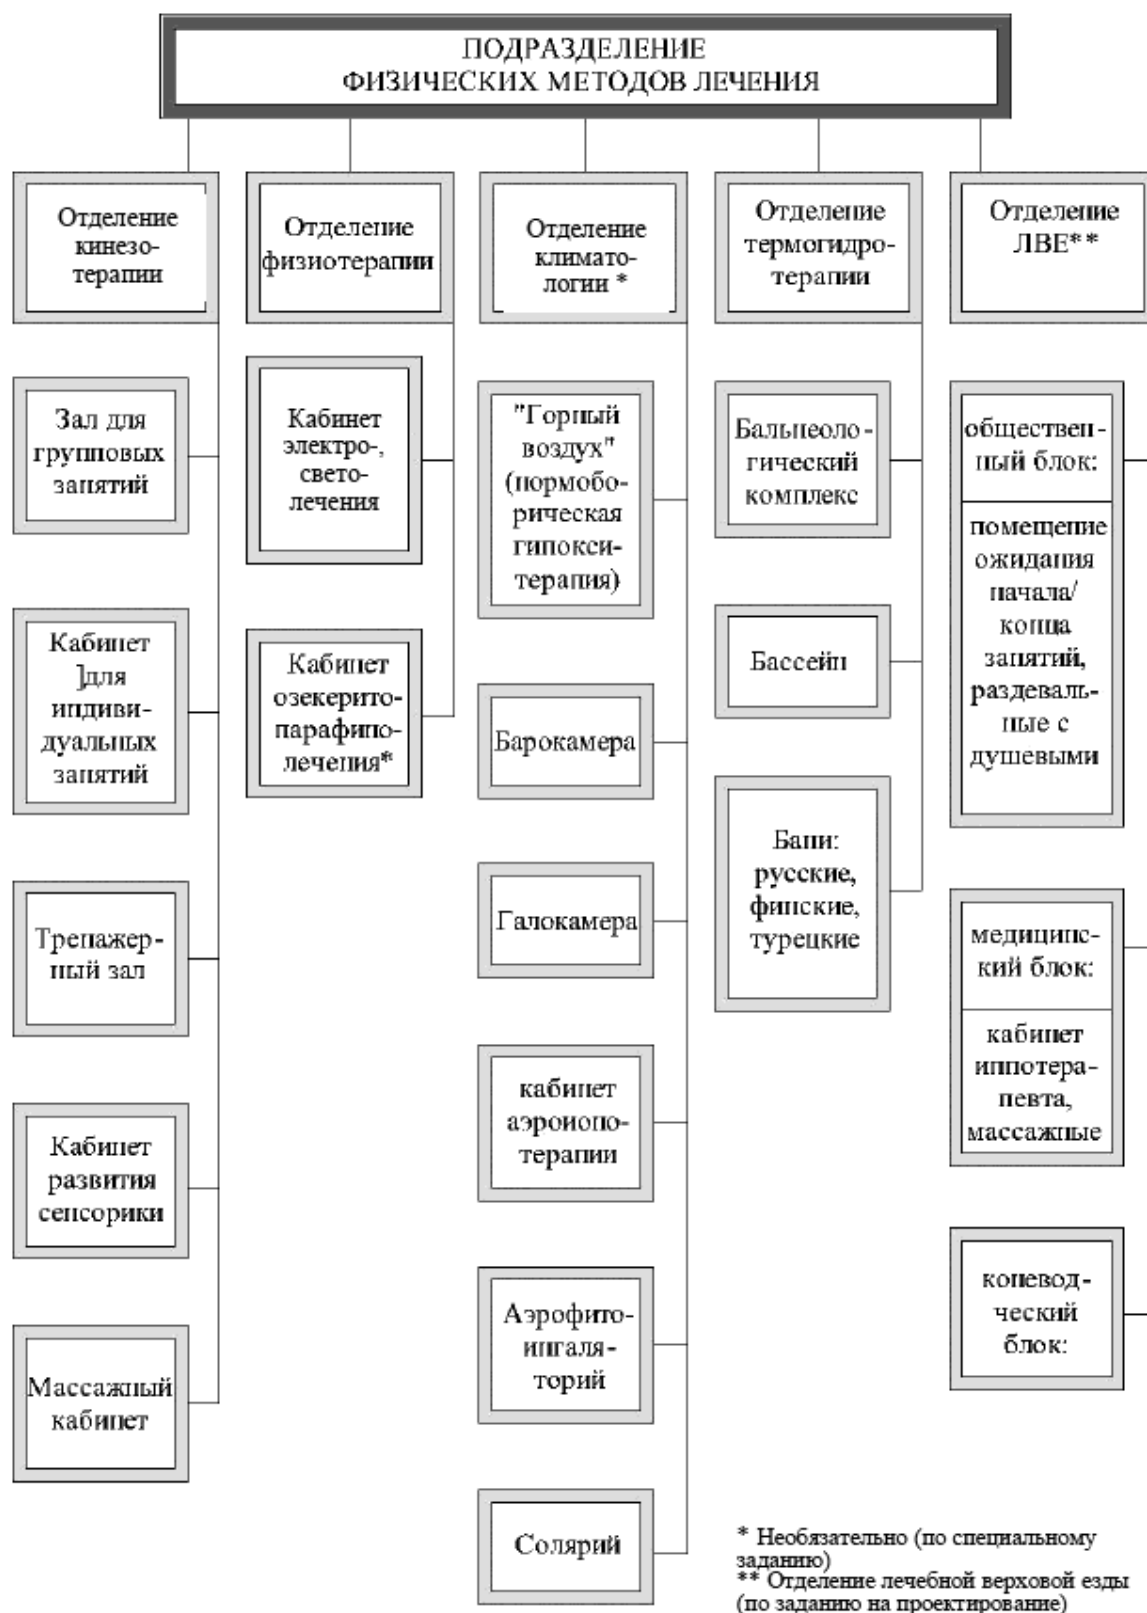 ПОДРАЗДЕЛЕНИЕ
ФИЗИЧЕСКИХ МЕТОДОВ ЛЕЧЕНИЯ
Отделение
кинезо-
терапии
Зал для
групповых
занятий
Кабинет
]для
индиви-
дуальных
занятий
Тренажер-
ный зал
Кабинет
развития
сенсорики
Массажный
кабинет
Отделение
физиотерапии
Кабинет
электро-,
свето-
лечения
Кабинет
озекерито-
парафино-
лечения*
Отделение
климато-
логии *
"Горный
воздух"
(нормобо-
рическая
гипокси-
терапия)
Барокамера
Галокамера
кабинет
аэроионо-
терапии
Аэрофито-
ингаля-
торий
Солярий
Отделение
термогидро-
терапии
Бальнеоло-
гический
комплекс
Бассейн
Бани:
русские,
финские,
турецкие
Отделение
ЛВЕ**
обществен-
ный блок:
помещение
ожидания
начала/
конца
занятий,
раздеваль-
ные с
душевыми
медицинс-
кий блок:
кабинет
иппотера-
певта,
массажные
коневод-
ческий
блок:
* Необязательно (по специальному
заданию)
** Отделение лечебной верховой езды
(по заданию на проектирование)